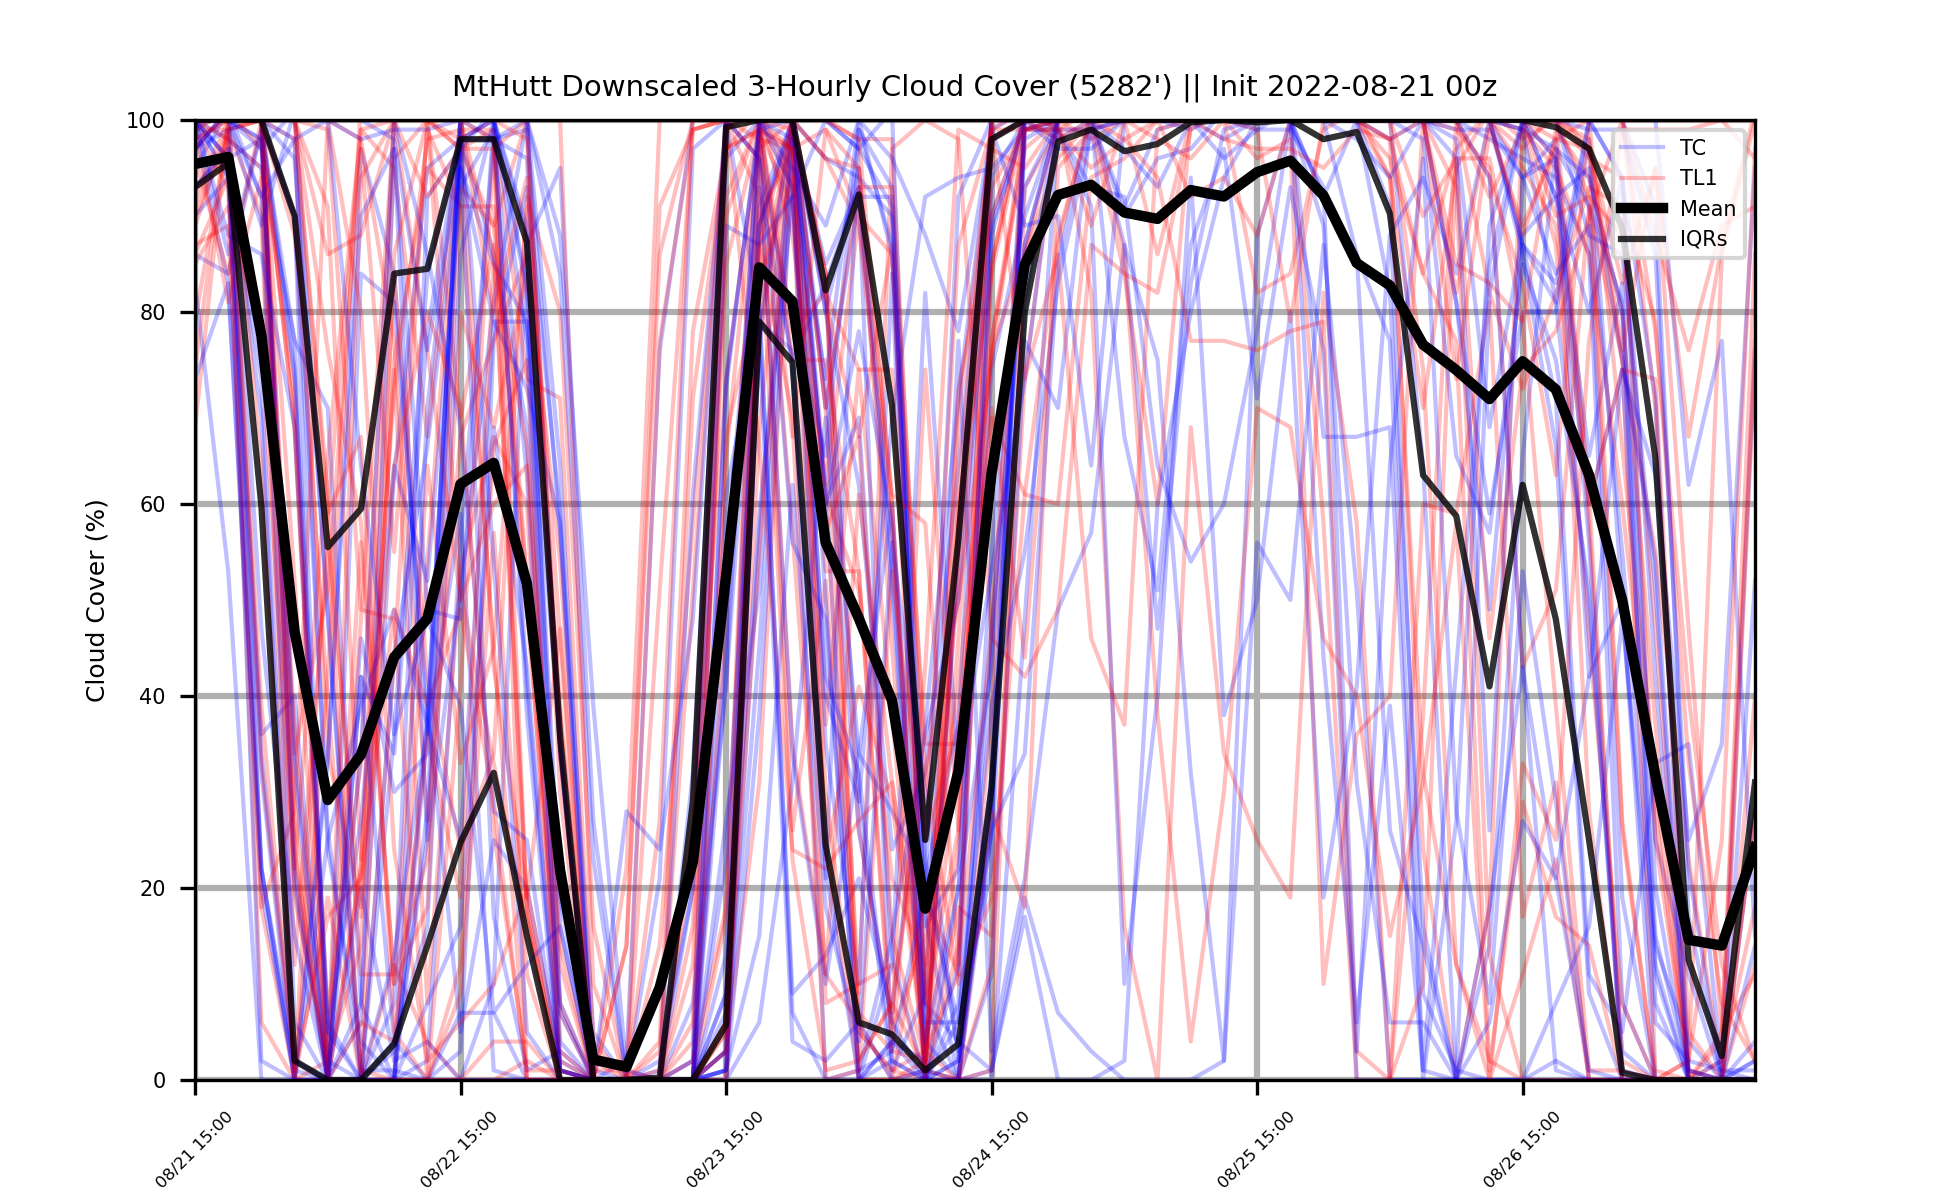 MtHutt Downscaled 3-Hourly Cloud Cover (5282') || Init 2022-08-21 00z
100
80
60
40
20
0
Cloud Cover (%)
TC
TL1
Mean
IQRs
08/21 15:00
08/22 15:00
08/23 15:00
08/24 15:00
08/25 15:00
08/26 15:00